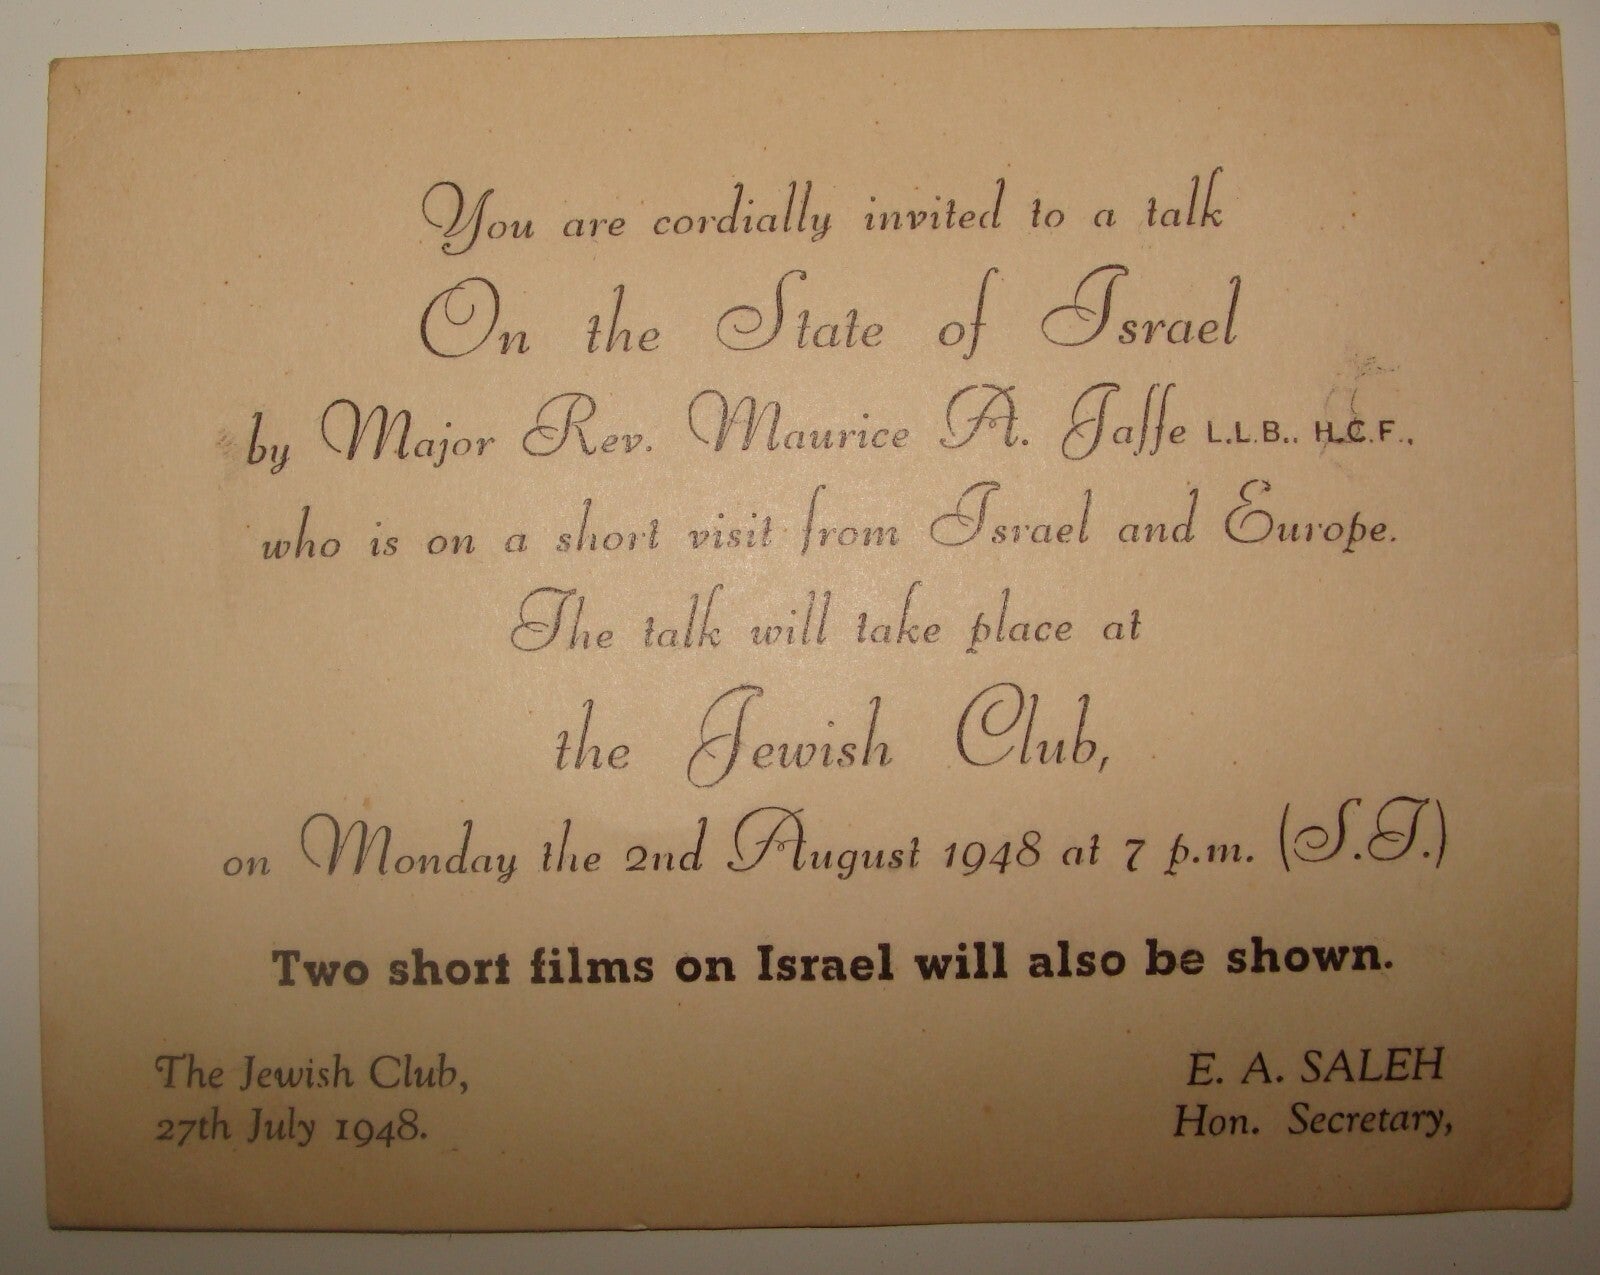 You are cordially invited to a talk
On the State of Israel
by Major Rev. Maurice A. Jaffe L.L.B., H.C.F.,
who is on a short visit from Israel and Europe.
The talk will take place at
the Jewish Club,
on Monday the 2nd August 1948 at 7 p.m. (S.T.)
Two short films on Israel will also be shown.
The Jewish Club,
27th July 1948.
E. A. SALEH
Hon. Secretary,